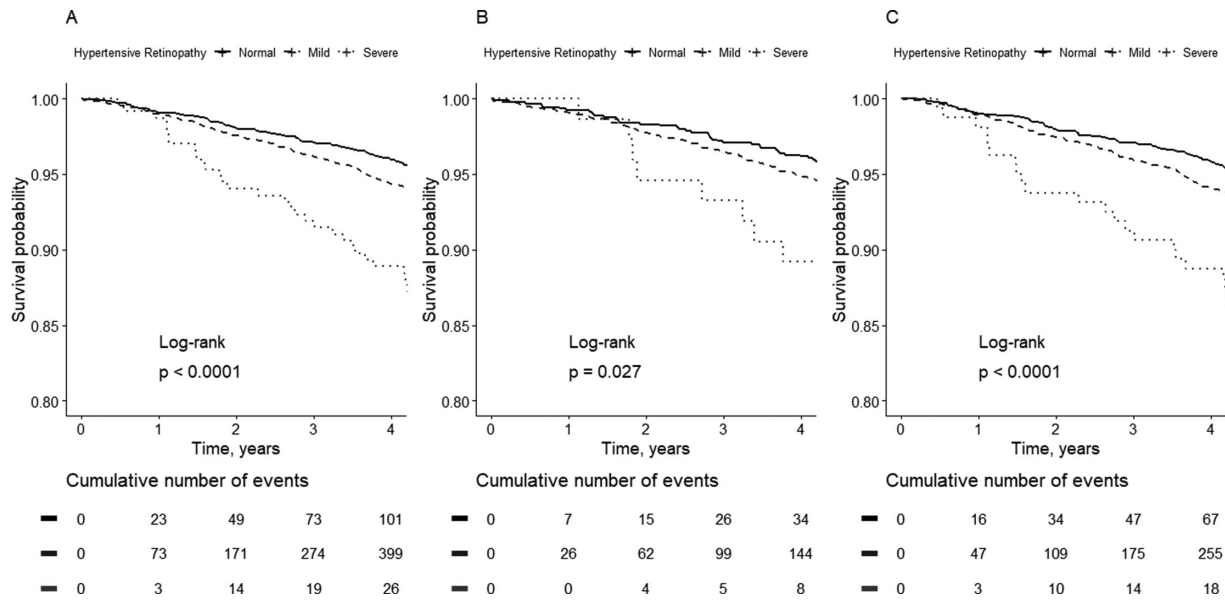 A
Hypertensive Retinopathy Normal Mild Severe
Survival probability
1.00
0.95
0.90
0.85
0.80
Log-rank
p < 0.0001
0 1 2 3 4
Time, years
Cumulative number of events
0 23 49 73 101
0 73 171 274 399
0 3 14 19 26
B
Hypertensive Retinopathy Normal Mild Severe
Survival probability
1.00
0.95
0.90
0.85
0.80
Log-rank
p = 0.027
0 1 2 3 4
Time, years
Cumulative number of events
0 7 15 26 34
0 26 62 99 144
0 0 4 5 8
C
Hypertensive Retinopathy Normal Mild Severe
Survival probability
1.00
0.95
0.90
0.85
0.80
Log-rank
p < 0.0001
0 1 2 3 4
Time, years
Cumulative number of events
0 16 34 47 67
0 47 109 175 255
0 3 10 14 18